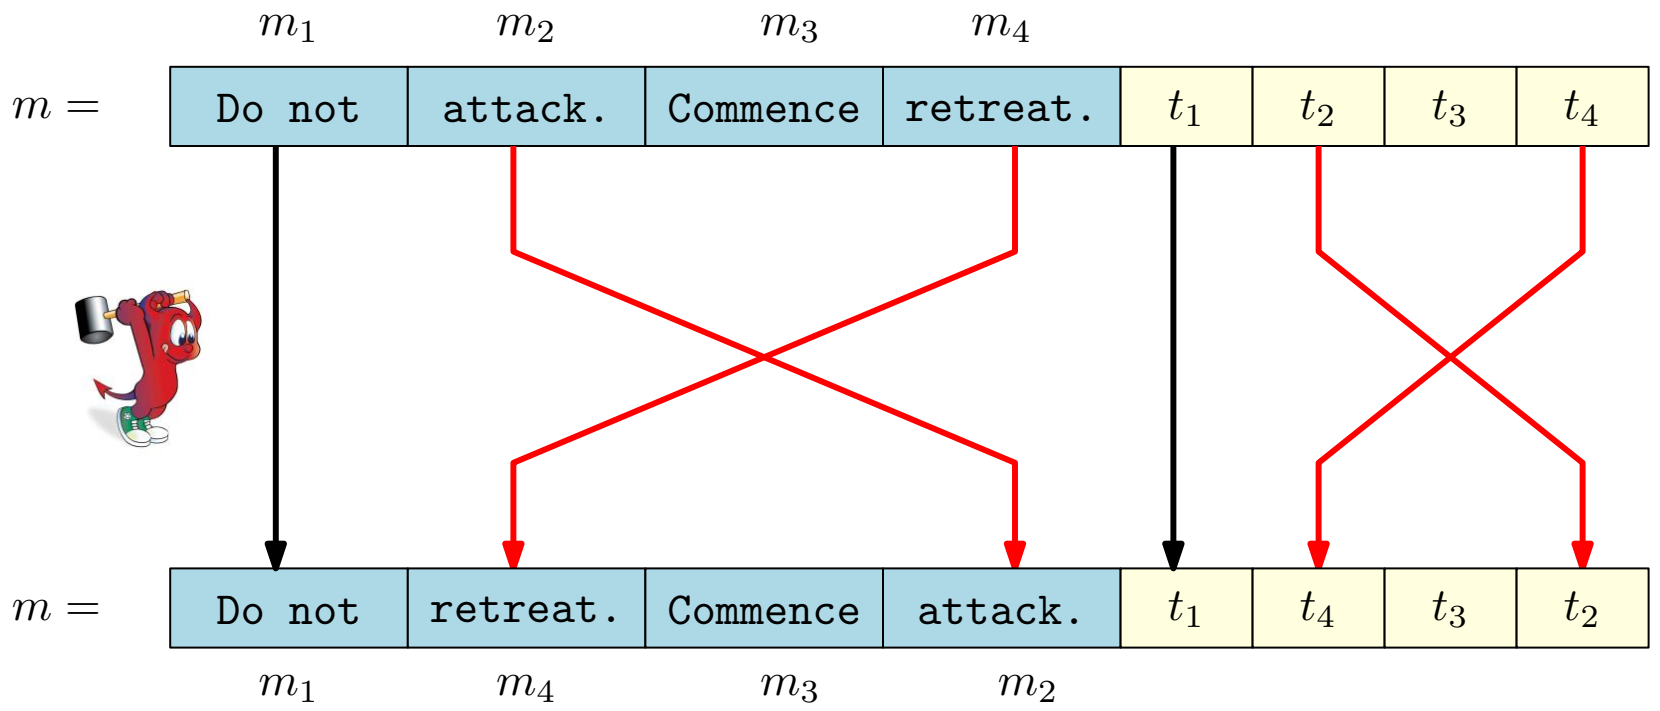 m₁ m₂ m₃ m₄
m = Do not attack. Commence retreat. t₁ t₂ t₃ t₄
m = Do not retreat. Commence attack. t₁ t₄ t₃ t₂
m₁ m₄ m₃ m₂